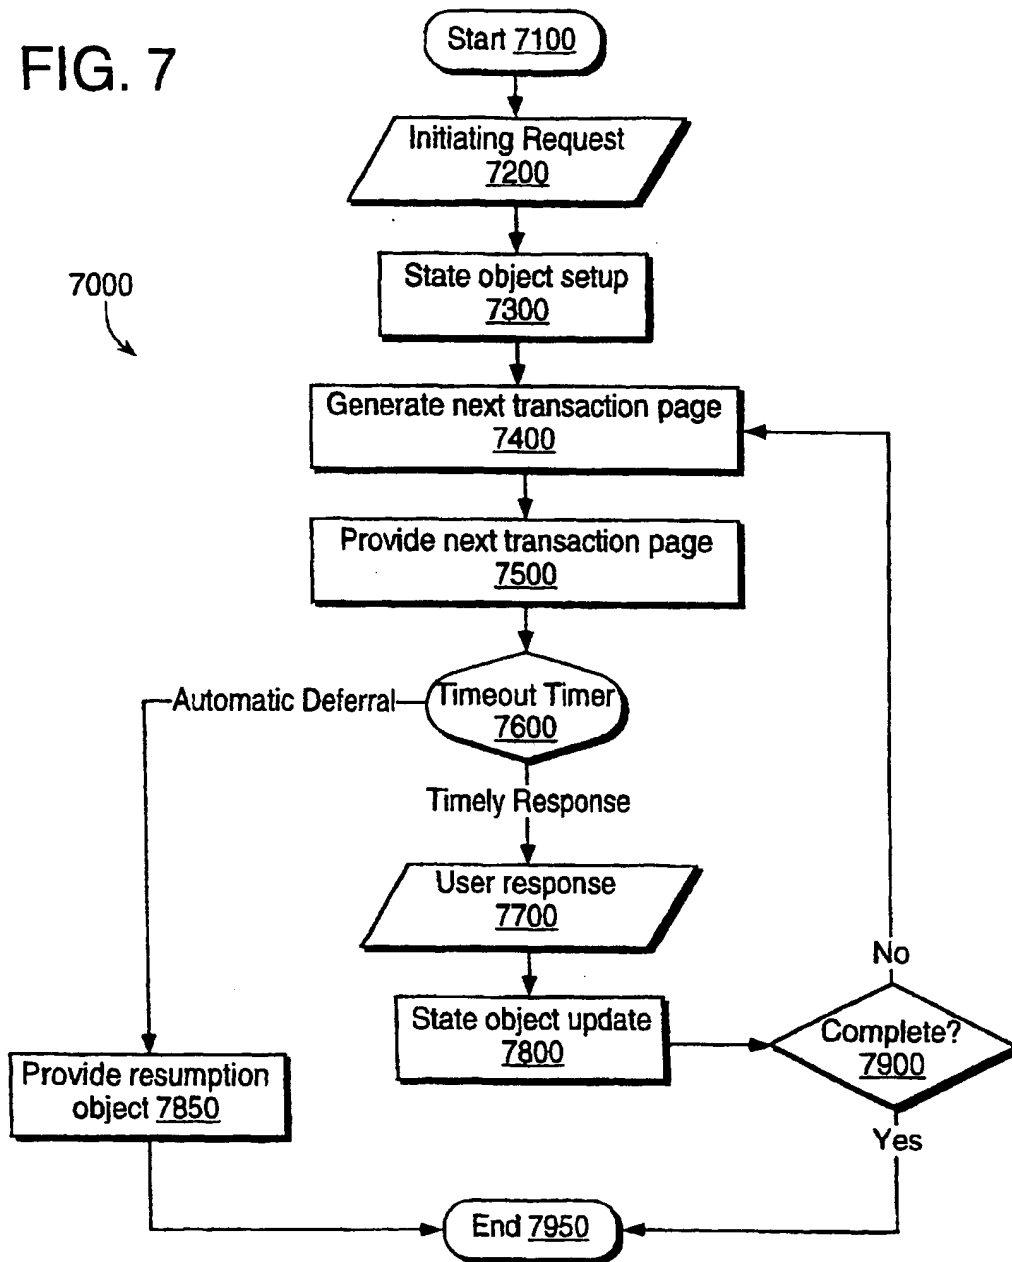 FIG. 7
Start 7100
Initiating Request
7200
7000
State object setup
7300
Generate next transaction page
7400
Provide next transaction page
7500
Automatic Deferral
Timeout Timer
7600
Timely Response
User response
7700
No
State object update
7800
Complete?
7900
Provide resumption
object 7850
Yes
End 7950